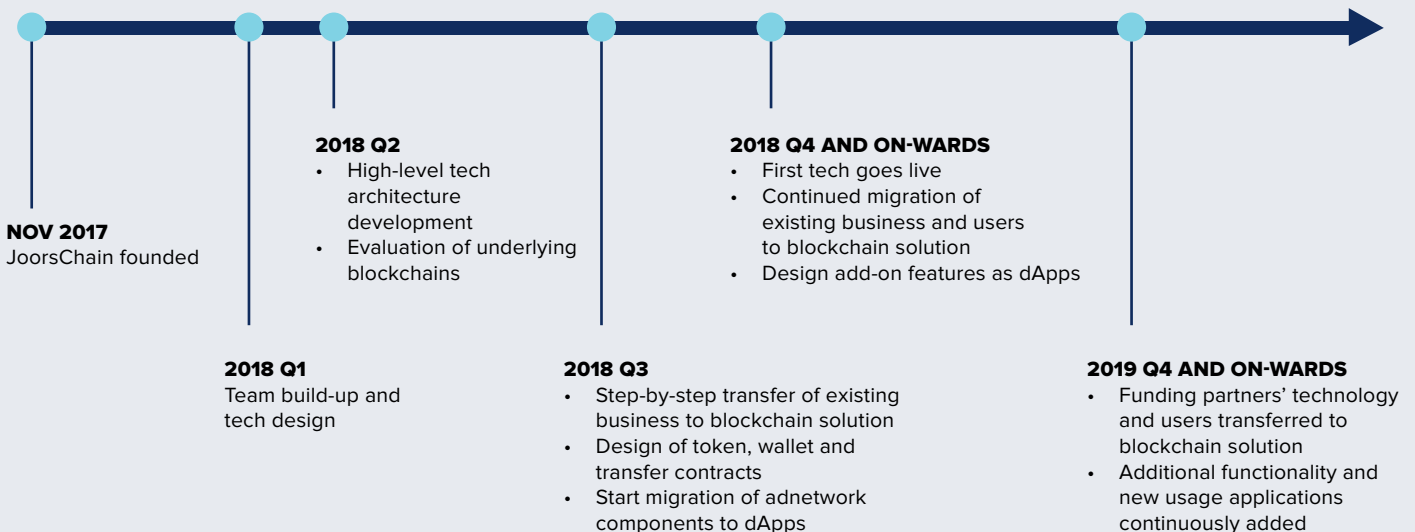 NOV 2017
JoorsChain founded
2018 Q1
Team build-up and
tech design
2018 Q2
• High-level tech
architecture
development
• Evaluation of underlying
blockchains
2018 Q3
• Step-by-step transfer of existing
business to blockchain solution
• Design of token, wallet and
transfer contracts
• Start migration of adnetwork
components to dApps
2018 Q4 AND ON-WARDS
• First tech goes live
• Continued migration of
existing business and users
to blockchain solution
• Design add-on features as dApps
2019 Q4 AND ON-WARDS
• Funding partners’ technology
and users transferred to
blockchain solution
• Additional functionality and
new usage applications
continuously added